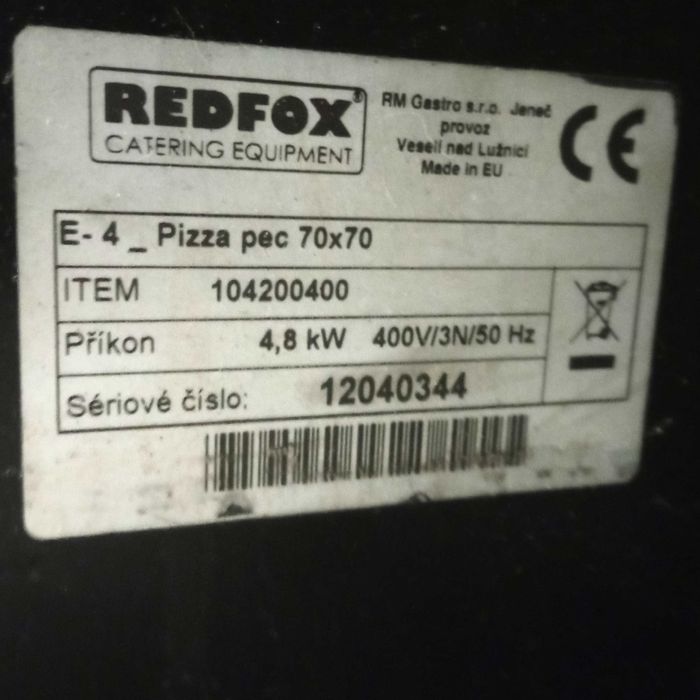 REDFOX®
CATERING EQUIPMENT
RM Gastro s.r.o. Jeneč
provoz
Veselí nad Lužnicí
Made in EU
CE
E- 4 _ Pizza pec 70x70
ITEM 104200400
Příkon 4,8 kW 400V/3N/50 Hz
Sériové číslo: 12040344